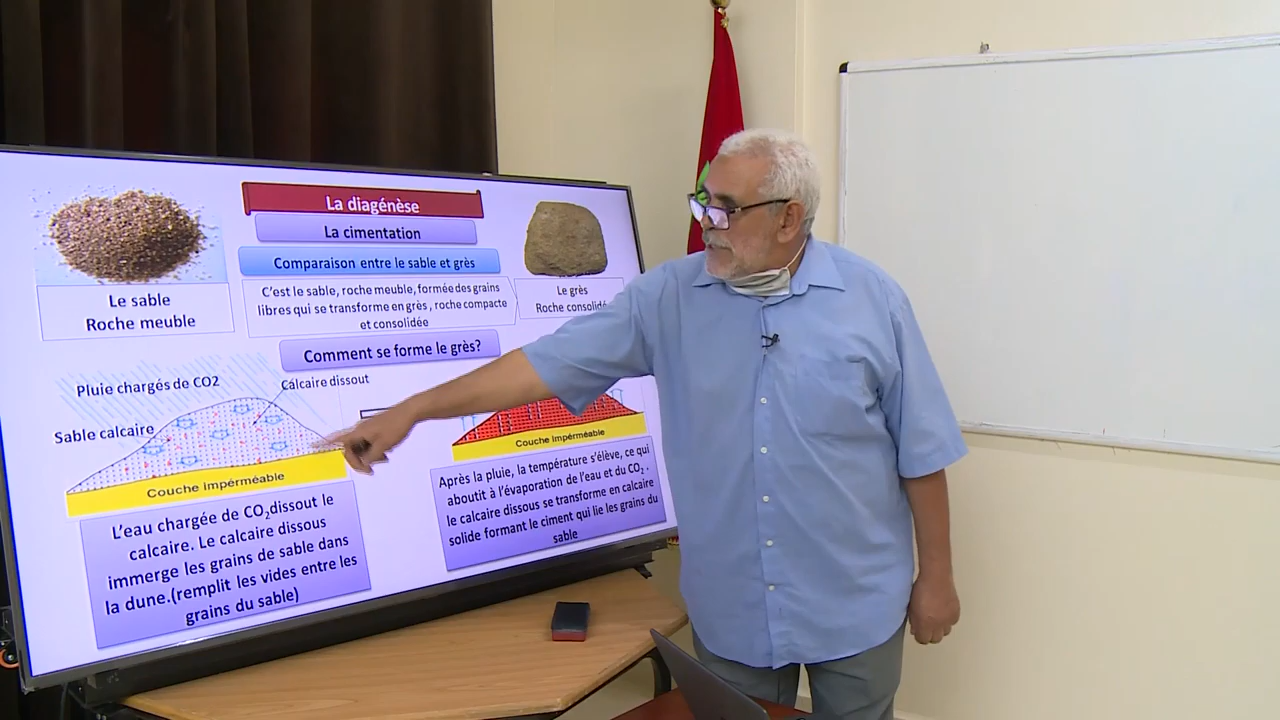 La diagénèse
La cimentation
Comparaison entre le sable et grès
Le sable
Roche meuble
C'est le sable, roche meuble, formée des grains
libres qui se transforme en grès , roche compacte
et consolidée
Le grès
Roche
Comment se forme le grès?
Pluie chargés de CO2
Calcaire dissout
Sable calcaire
Couche impérméable
Couche impérméable
L'eau chargée de CO2dissout le
calcaire. Le calcaire dissous
immerge les grains de sable dans
la dune.(remplit les vides entre les
grains du sable)
Après la pluie, la température s'élève, ce qui
aboutit à l'évaporation de l'eau et du CO2 .
le calcaire dissous se transforme en calcaire
solide formant le ciment qui lie les grains du
sable